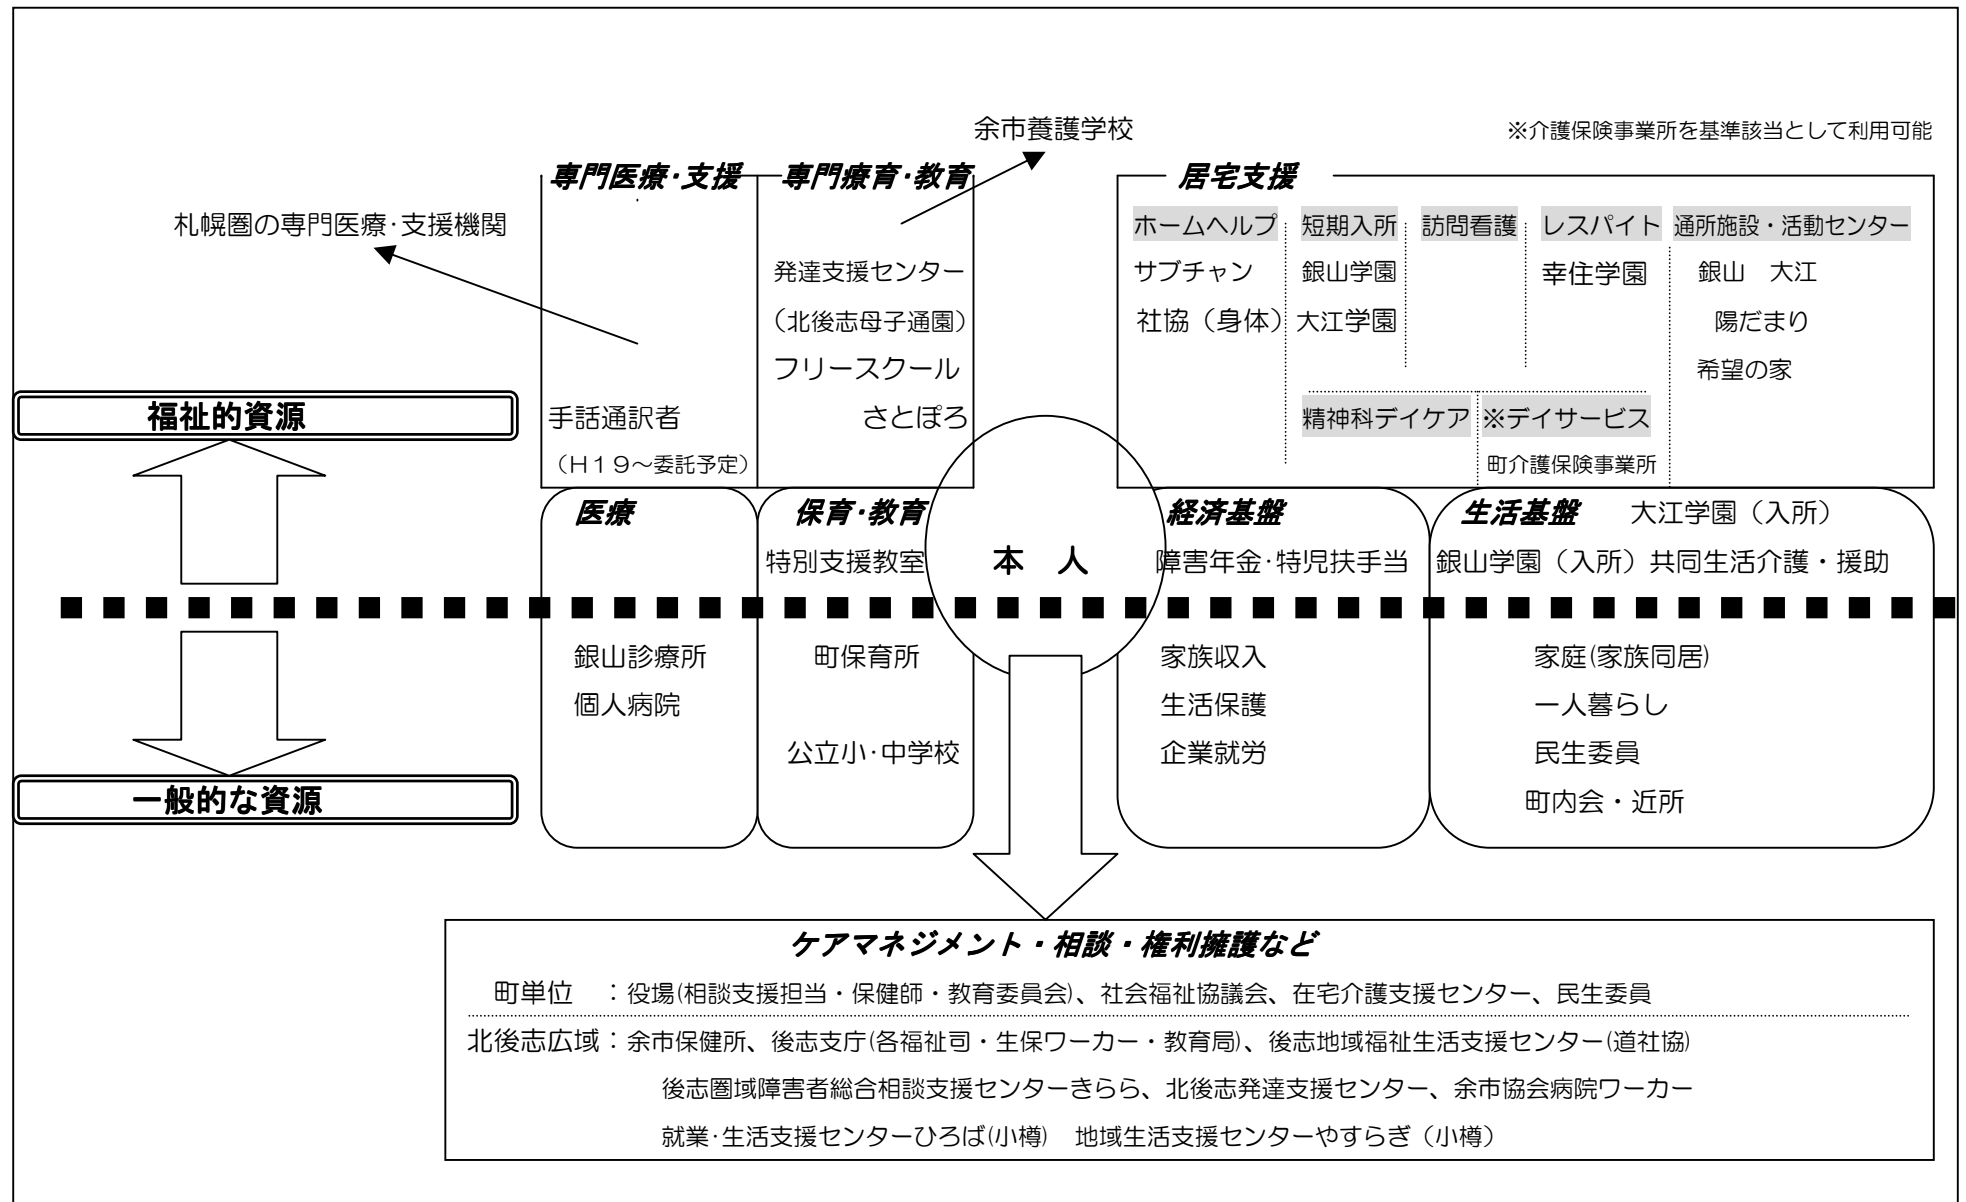 余市養護学校
※介護保険事業所を基準該当として利用可能
専門医療･支援
専門療育･教育
居宅支援
札幌圏の専門医療･支援機関
手話通訳者
（Ｈ１９～委託予定）
発達支援センター
（北後志母子通園）
フリースクール
さとぽろ
ホームヘルプ
サブチャン
社協（身体）
短期入所
銀山学園
大江学園
訪問看護
レスパイト
幸住学園
通所施設・活動センター
銀山　大江
陽だまり
希望の家
精神科デイケア
※デイサービス
町介護保険事業所
福祉的資源
一般的な資源
医療
銀山診療所
個人病院
保育･教育
特別支援教室
町保育所
公立小･中学校
本　人
経済基盤
障害年金･特児扶手当
家族収入
生活保護
企業就労
生活基盤　大江学園（入所）
銀山学園（入所）共同生活介護・援助
家庭(家族同居)
一人暮らし
民生委員
町内会・近所
ケアマネジメント・相談・権利擁護など
町単位　：役場(相談支援担当・保健師・教育委員会)、社会福祉協議会、在宅介護支援センター、民生委員
北後志広域：余市保健所、後志支庁(各福祉司・生保ワーカー・教育局)、後志地域福祉生活支援センター(道社協)
後志圏域障害者総合相談支援センターきらら、北後志発達支援センター、余市協会病院ワーカー
就業･生活支援センターひろば(小樽)　地域生活支援センターやすらぎ（小樽）